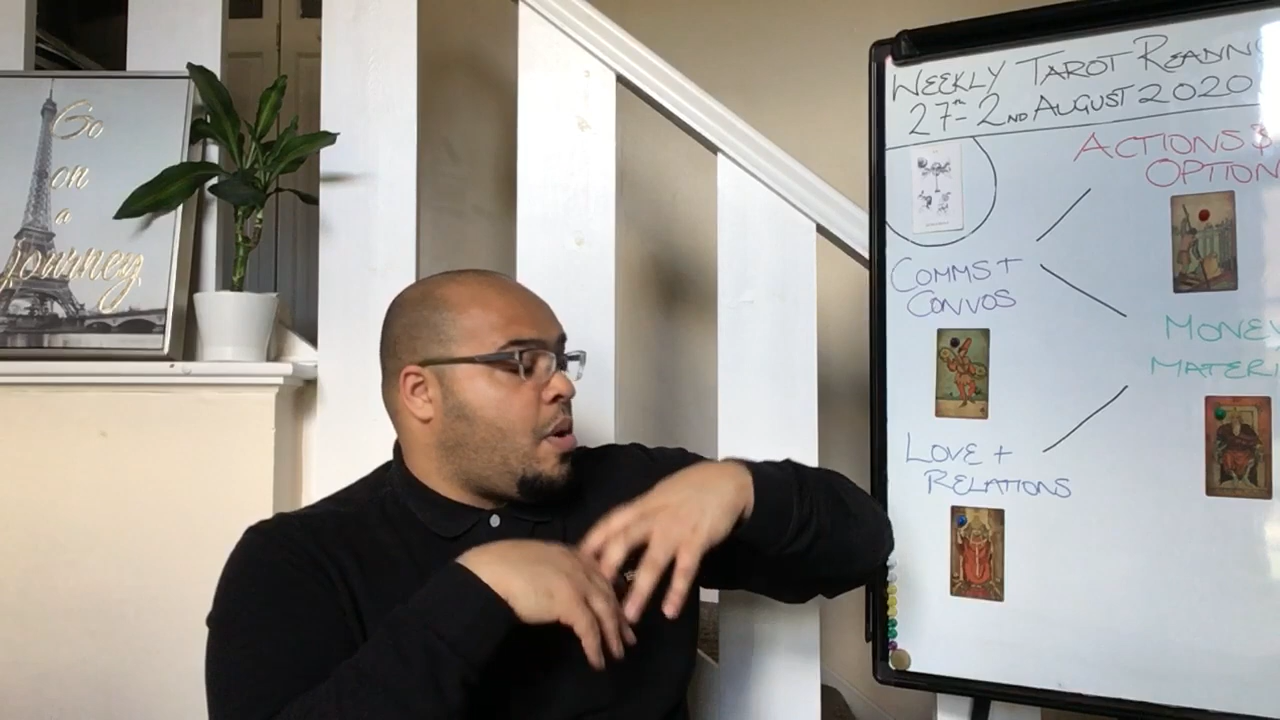 Go
on
a
journey
WEEKLY TAROT READIN
27TH - 2ND AUGUST 2020
ACTIONS &
OPTION
COMMS +
CONVOS
MONEY
MATERI
LOVE +
RELATIONS